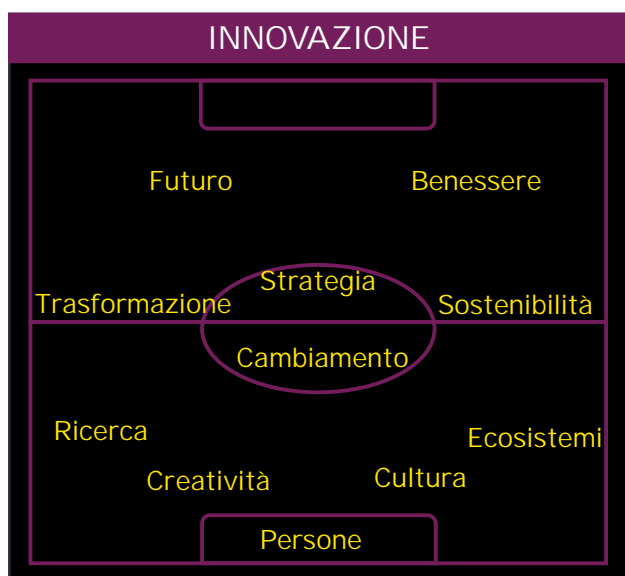 INNOVAZIONE
Futuro
Benessere
Strategia
Trasformazione
Sostenibilità
Cambiamento
Ricerca
Ecosistemi
Creatività
Cultura
Persone